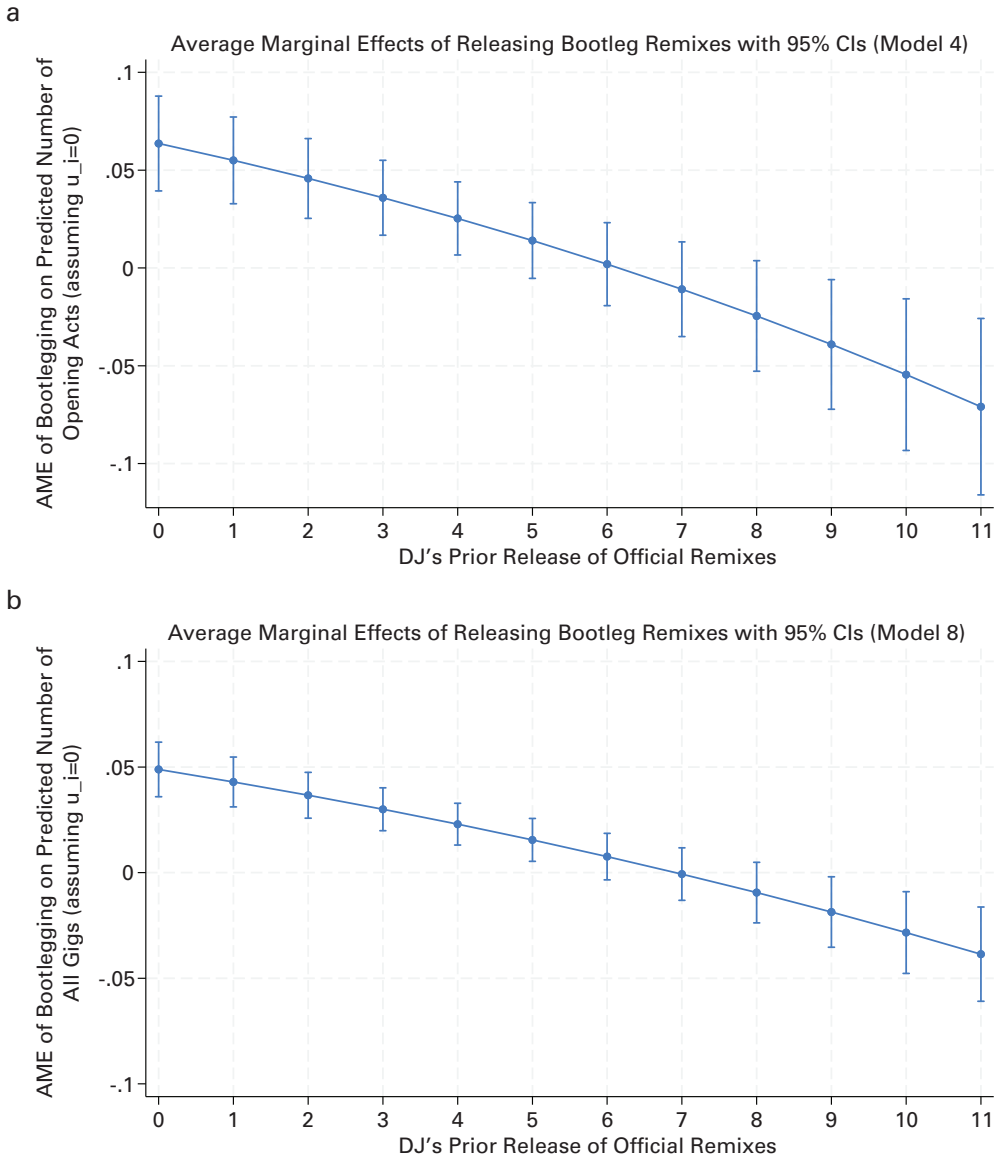 a
Average Marginal Effects of Releasing Bootleg Remixes with 95% CIs (Model 4)
AME of Bootlegging on Predicted Number of
Opening Acts (assuming u_i=0)
.1
.05
0
-.05
-.1
0 1 2 3 4 5 6 7 8 9 10 11
DJ's Prior Release of Official Remixes
b
Average Marginal Effects of Releasing Bootleg Remixes with 95% CIs (Model 8)
AME of Bootlegging on Predicted Number of
All Gigs (assuming u_i=0)
.1
.05
0
-.05
-.1
0 1 2 3 4 5 6 7 8 9 10 11
DJ's Prior Release of Official Remixes